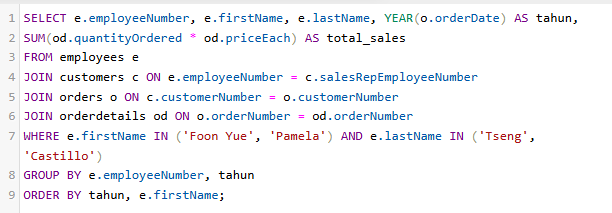 1 SELECT e.employeeNumber, e.firstName, e.lastName, YEAR(o.orderDate) AS tahun,
2 SUM(od.quantityOrdered * od.priceEach) AS total_sales
3 FROM employees e
4 JOIN customers c ON e.employeeNumber = c.salesRepEmployeeNumber
5 JOIN orders o ON c.customerNumber = o.customerNumber
6 JOIN orderdetails od ON o.orderNumber = od.orderNumber
7 WHERE e.firstName IN ('Foon Yue', 'Pamela') AND e.lastName IN ('Tseng',
'Castillo')
8 GROUP BY e.employeeNumber, tahun
9 ORDER BY tahun, e.firstName;